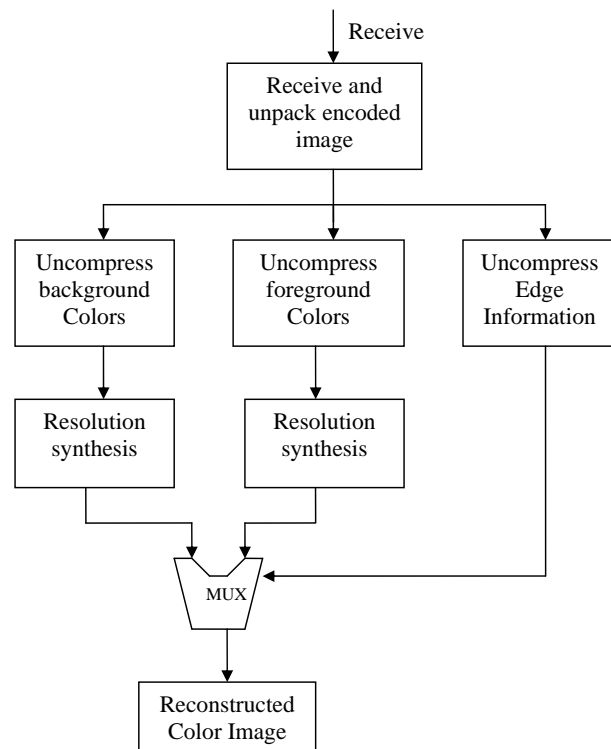 Receive
Receive and
unpack encoded
image
Uncompress
background
Colors
Uncompress
foreground
Colors
Uncompress
Edge
Information
Resolution
synthesis
Resolution
synthesis
MUX
Reconstructed
Color Image